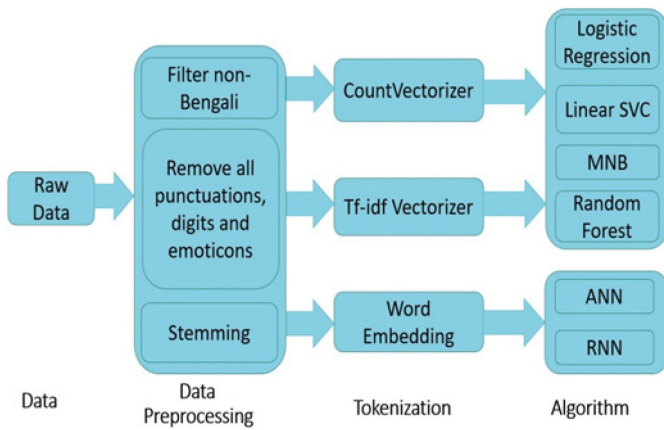 Raw
Data
Filter non-
Bengali
Remove all
punctuations,
digits and
emoticons
Stemming
CountVectorizer
Tf-idf Vectorizer
Word
Embedding
Logistic
Regression
Linear SVC
MNB
Random
Forest
ANN
RNN
Data
Data
Preprocessing
Tokenization
Algorithm